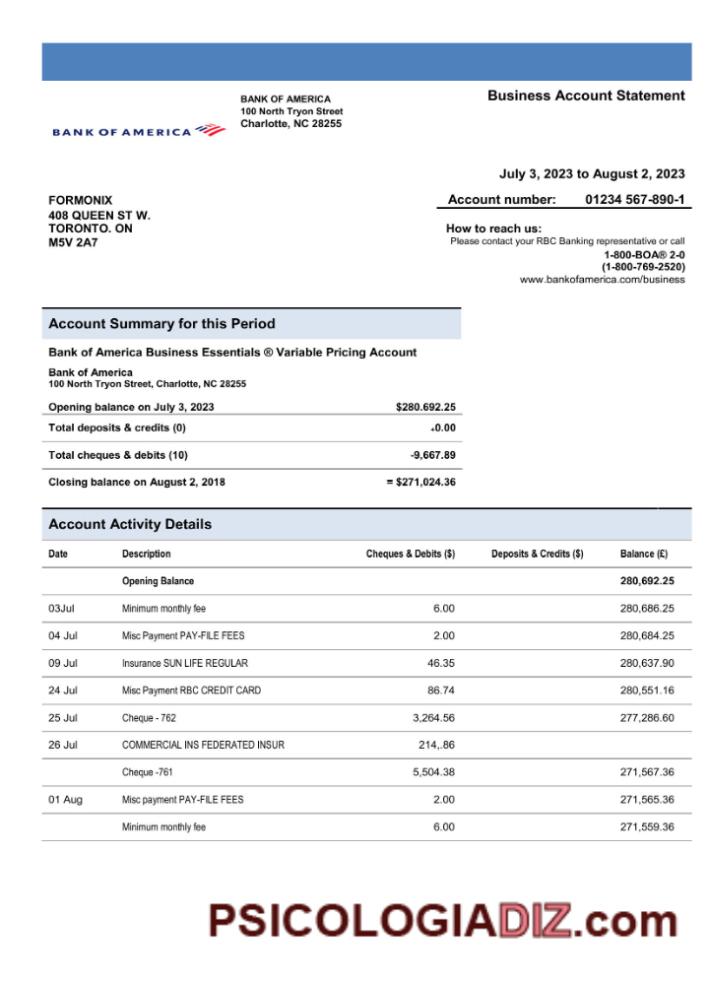 BANK OF AMERICA
BANK OF AMERICA
100 North Tryon Street
Charlotte, NC 28255
Business Account Statement
July 3, 2023 to August 2, 2023
Account number: 01234 567-890-1
FORMONIX
408 QUEEN ST W.
TORONTO. ON
M5V 2A7
How to reach us:
Please contact your RBC Banking representative or call
1-800-BOA® 2-0
(1-800-769-2520)
www.bankofamerica.com/business
Account Summary for this Period
Bank of America Business Essentials ® Variable Pricing Account
Bank of America
100 North Tryon Street, Charlotte, NC 28255
Opening balance on July 3, 2023 $280.692.25
Total deposits & credits (0) .0.00
Total cheques & debits (10) -9,667.89
Closing balance on August 2, 2018 = $271,024.36
Account Activity Details
Date Description Cheques & Debits ($) Deposits & Credits ($) Balance (£)
Opening Balance 280,692.25
03Jul Minimum monthly fee 6.00 280,686.25
04 Jul Misc Payment PAY-FILE FEES 2.00 280,684.25
09 Jul Insurance SUN LIFE REGULAR 46.35 280,637.90
24 Jul Misc Payment RBC CREDIT CARD 86.74 280,551.16
25 Jul Cheque - 762 3,264.56 277,286.60
26 Jul COMMERCIAL INS FEDERATED INSUR 214,.86
Cheque -761 5,504.38 271,567.36
01 Aug Misc payment PAY-FILE FEES 2.00 271,565.36
Minimum monthly fee 6.00 271,559.36
PSICOLOGIADIZ.com